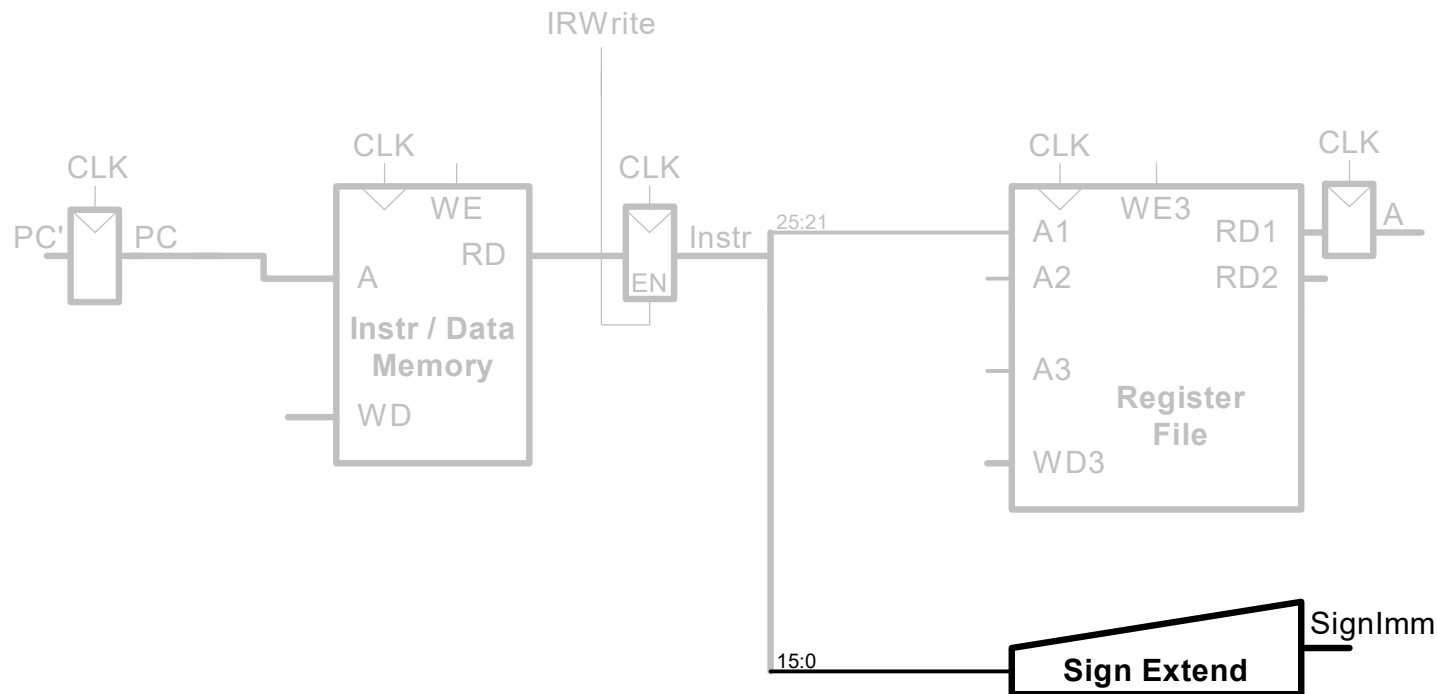 IRWrite
CLK
CLK
CLK
CLK
CLK
PC'
PC
WE
RD
A
Instr / Data
Memory
WD
EN
Instr
25:21
A1
WE3
RD1
A
A2
RD2
A3
Register
File
WD3
SignImm
15:0
Sign Extend